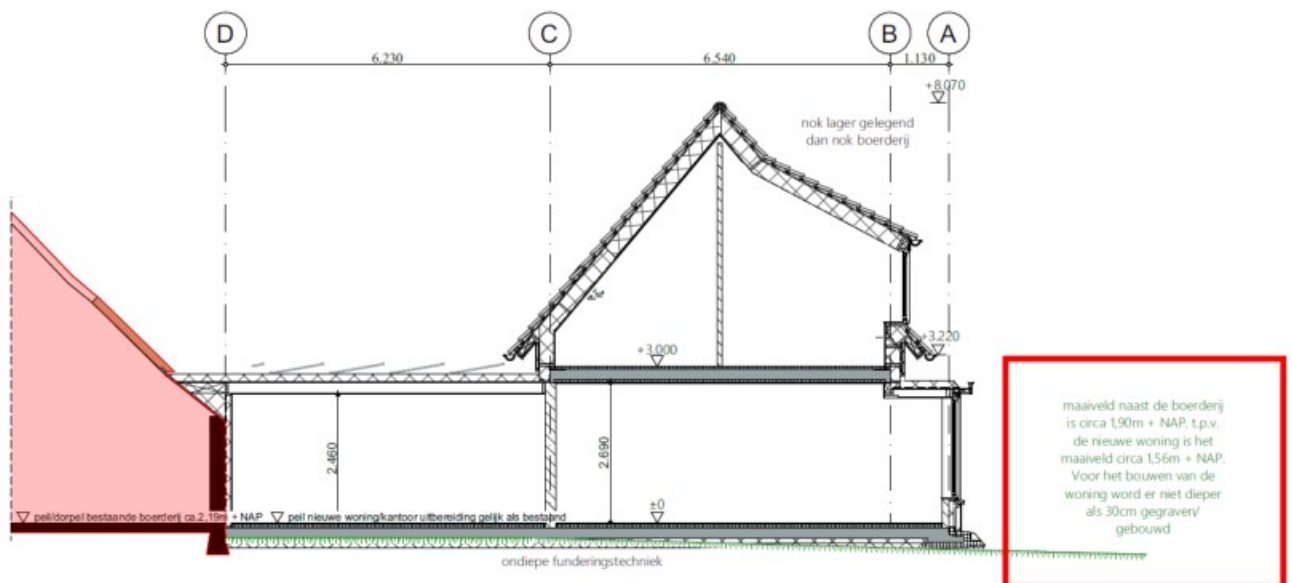 D C B A
6.230 6.540 1.130
+8.070
nok lager gelegend
dan nok boerderij
+3.220
+3.000
maaiveld naast de boerderij
is circa 1,90m + NAP. t.p.v.
de nieuwe woning is het
maaiveld circa 1,56m + NAP.
Voor het bouwen van de
woning word er niet dieper
als 30cm gegraven/
gebouwd
2.460
2.690
±0
peil/dorpel bestaande boerderij ca.2,19m + NAP
peil nieuwe woning/kantoor uitbereiding gelijk als bestaand
ondiepe funderingstechniek